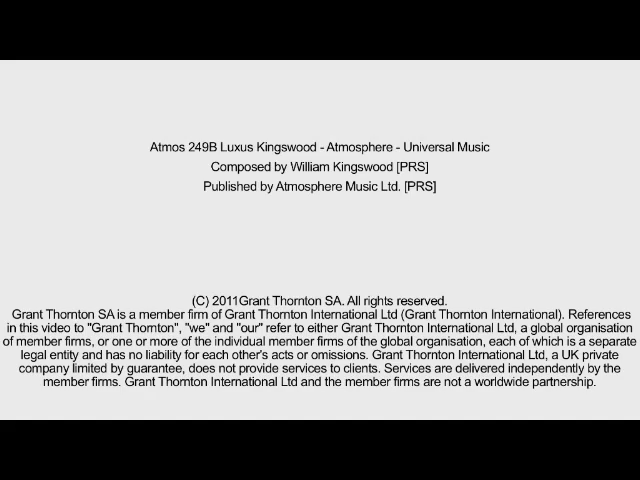 Atmos 249B Luxus Kingswood - Atmosphere - Universal Music
Composed by William Kingswood [PRS]
Published by Atmosphere Music Ltd. [PRS]
(C) 2011Grant Thornton SA. All rights reserved.
Grant Thornton SA is a member firm of Grant Thornton International Ltd (Grant Thornton International). References
in this video to "Grant Thornton", "we" and "our" refer to either Grant Thornton International Ltd, a global organisation
of member firms, or one or more of the individual member firms of the global organisation, each of which is a separate
legal entity and has no liability for each other's acts or omissions. Grant Thornton International Ltd, a UK private
company limited by guarantee, does not provide services to clients. Services are delivered independently by the
member firms. Grant Thornton International Ltd and the member firms are not a worldwide partnership.